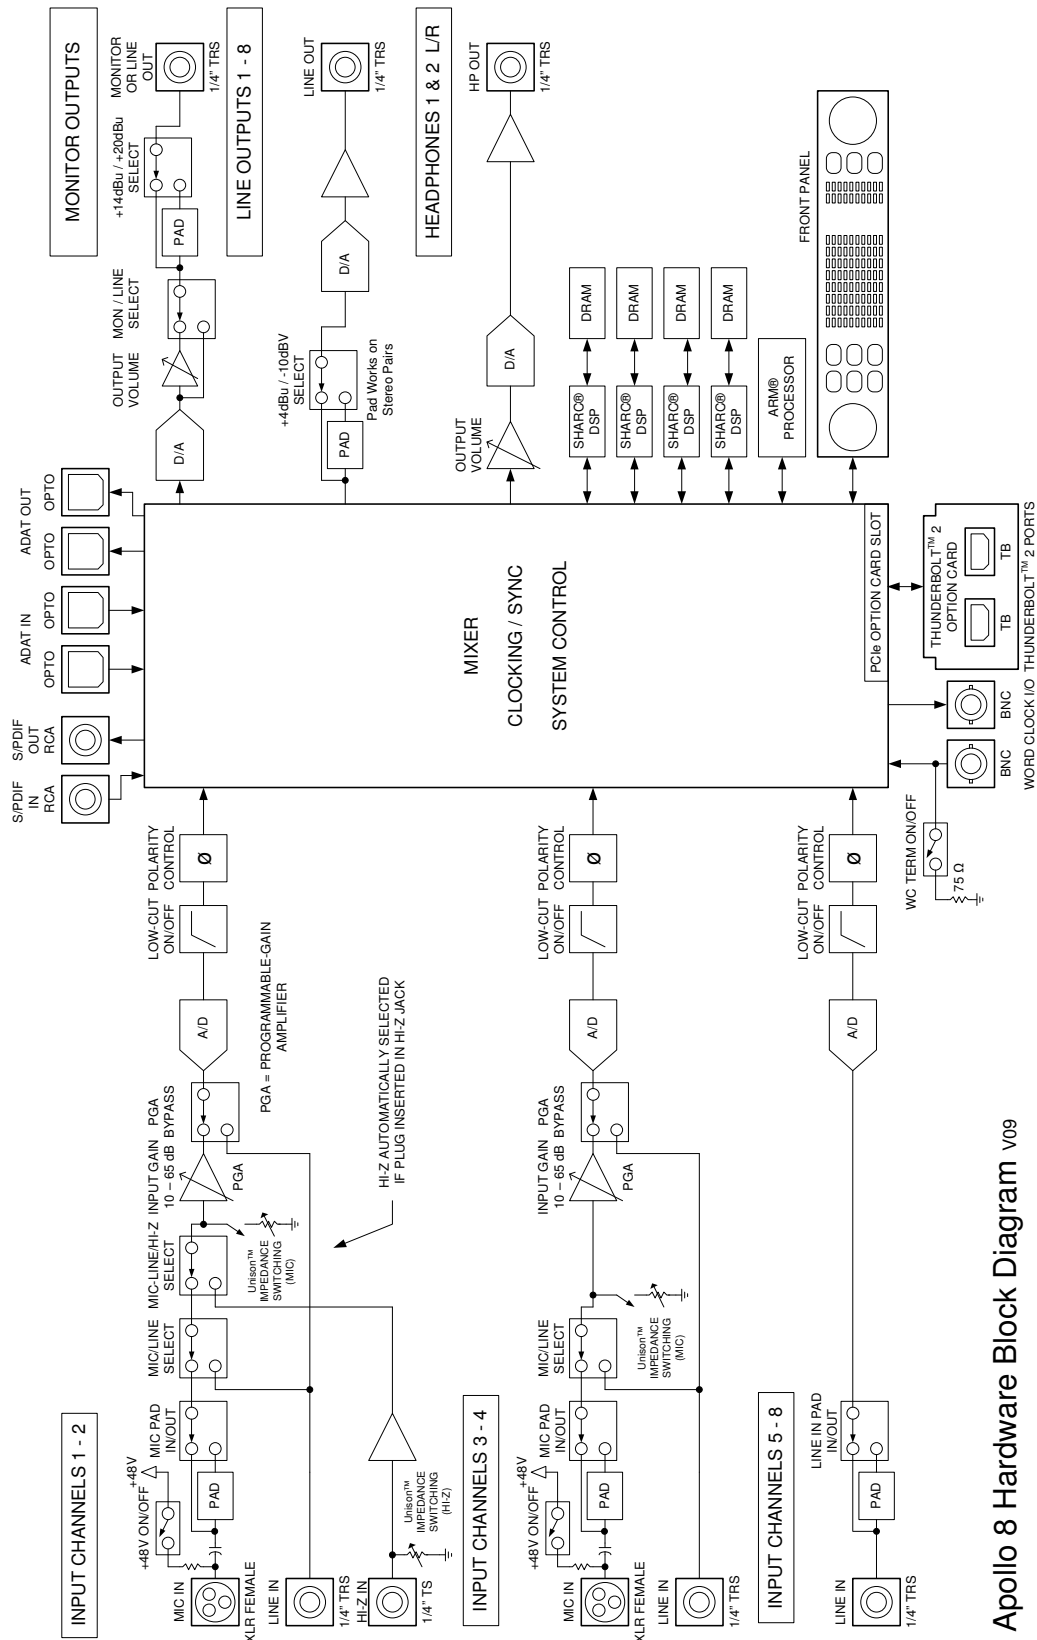 INPUT CHANNELS 1 - 2
+48V ON/OFF
+48V
MIC IN
XLR FEMALE
PAD
MIC PAD
IN/OUT
MIC/LINE
SELECT
MIC-LINE/HI-Z
SELECT
INPUT GAIN
10 – 65 dB
PGA
PGA
BYPASS
A/D
LOW-CUT
ON/OFF
POLARITY
CONTROL
Ø
Unison™
IMPEDANCE
SWITCHING
(MIC)
PGA = PROGRAMMABLE-GAIN
AMPLIFIER
LINE IN
1/4" TRS
HI-Z IN
1/4" TS
Unison™
IMPEDANCE
SWITCHING
(HI-Z)
HI-Z AUTOMATICALLY SELECTED
IF PLUG INSERTED IN HI-Z JACK
INPUT CHANNELS 3 - 4
+48V ON/OFF
+48V
MIC IN
XLR FEMALE
PAD
MIC PAD
IN/OUT
MIC/LINE
SELECT
Unison™
IMPEDANCE
SWITCHING
(MIC)
INPUT GAIN
10 – 65 dB
PGA
PGA
BYPASS
A/D
LOW-CUT
ON/OFF
POLARITY
CONTROL
Ø
LINE IN
1/4" TRS
INPUT CHANNELS 5 - 8
LINE IN
1/4" TRS
PAD
LINE IN PAD
IN/OUT
A/D
LOW-CUT
ON/OFF
POLARITY
CONTROL
Ø
S/PDIF
IN
RCA
S/PDIF
OUT
RCA
ADAT IN
OPTO
OPTO
ADAT OUT
OPTO
OPTO
MIXER
CLOCKING / SYNC
SYSTEM CONTROL
PCIe OPTION CARD SLOT
WC TERM ON/OFF
75 Ω
BNC
BNC
WORD CLOCK I/O
THUNDERBOLT™ 2
OPTION CARD
TB
TB
THUNDERBOLT™ 2 PORTS
MONITOR OUTPUTS
D/A
OUTPUT
VOLUME
MON / LINE
SELECT
PAD
+14dBu / +20dBu
SELECT
MONITOR
OR LINE
OUT
1/4" TRS
LINE OUTPUTS 1 - 8
+4dBu / -10dBV
SELECT
PAD
Pad Works on
Stereo Pairs
D/A
LINE OUT
1/4" TRS
HEADPHONES 1 & 2 L/R
OUTPUT
VOLUME
D/A
HP OUT
1/4" TRS
SHARC®
DSP
DRAM
SHARC®
DSP
DRAM
SHARC®
DSP
DRAM
SHARC®
DSP
DRAM
ARM®
PROCESSOR
FRONT PANEL
Apollo 8 Hardware Block Diagram V09